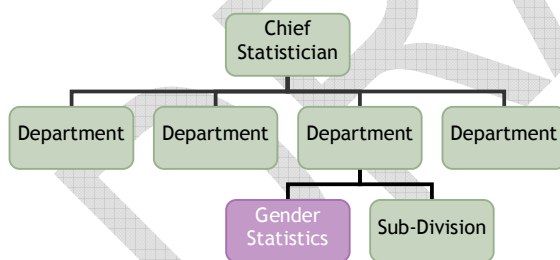 Chief
Statistician
Department
Department
Department
Department
Gender
Statistics
Sub-Division